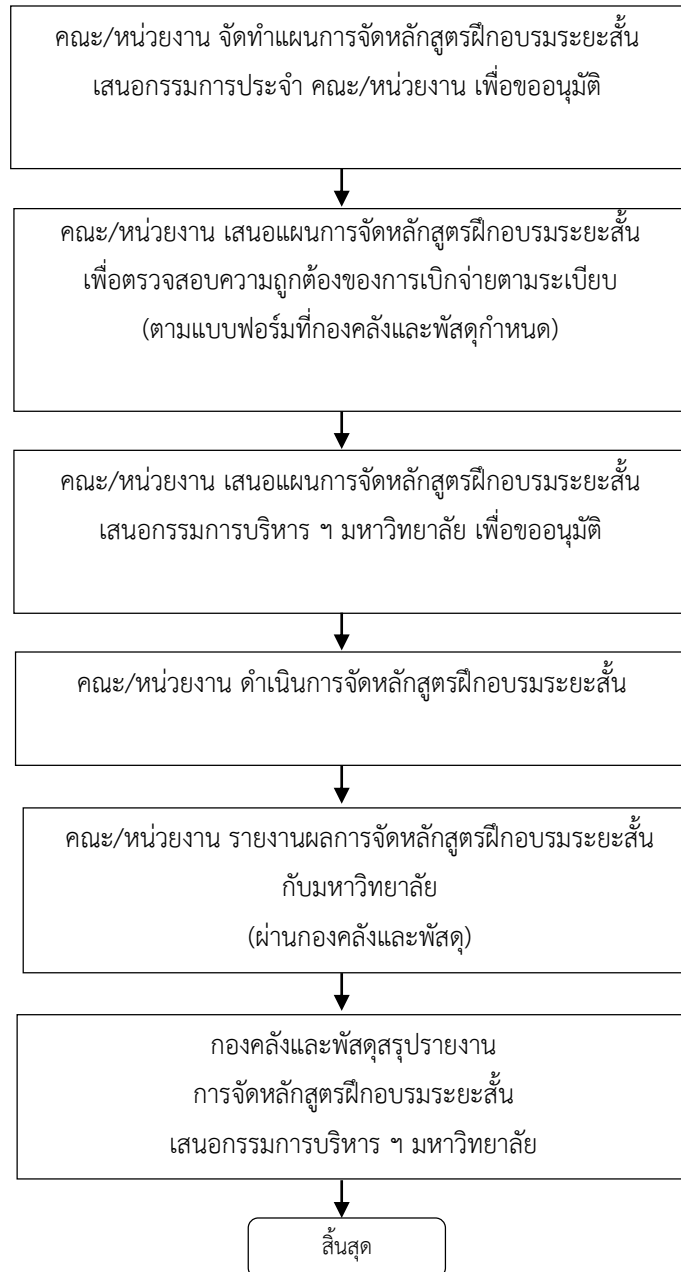 คณะ/หน่วยงาน จัดทำแผนการจัดหลักสูตรฝึกอบรมระยะสั้น
เสนอกรรมการประจำ คณะ/หน่วยงาน เพื่อขออนุมัติ
คณะ/หน่วยงาน เสนอแผนการจัดหลักสูตรฝึกอบรมระยะสั้น
เพื่อตรวจสอบความถูกต้องของการเบิกจ่ายตามระเบียบ
(ตามแบบฟอร์มที่กองคลังและพัสดุกำหนด)
คณะ/หน่วยงาน เสนอแผนการจัดหลักสูตรฝึกอบรมระยะสั้น
เสนอกรรมการบริหาร ฯ มหาวิทยาลัย เพื่อขออนุมัติ
คณะ/หน่วยงาน ดำเนินการจัดหลักสูตรฝึกอบรมระยะสั้น
คณะ/หน่วยงาน รายงานผลการจัดหลักสูตรฝึกอบรมระยะสั้น
กับมหาวิทยาลัย
(ผ่านกองคลังและพัสดุ)
กองคลังและพัสดุสรุปรายงาน
การจัดหลักสูตรฝึกอบรมระยะสั้น
เสนอกรรมการบริหาร ฯ มหาวิทยาลัย
สิ้นสุด